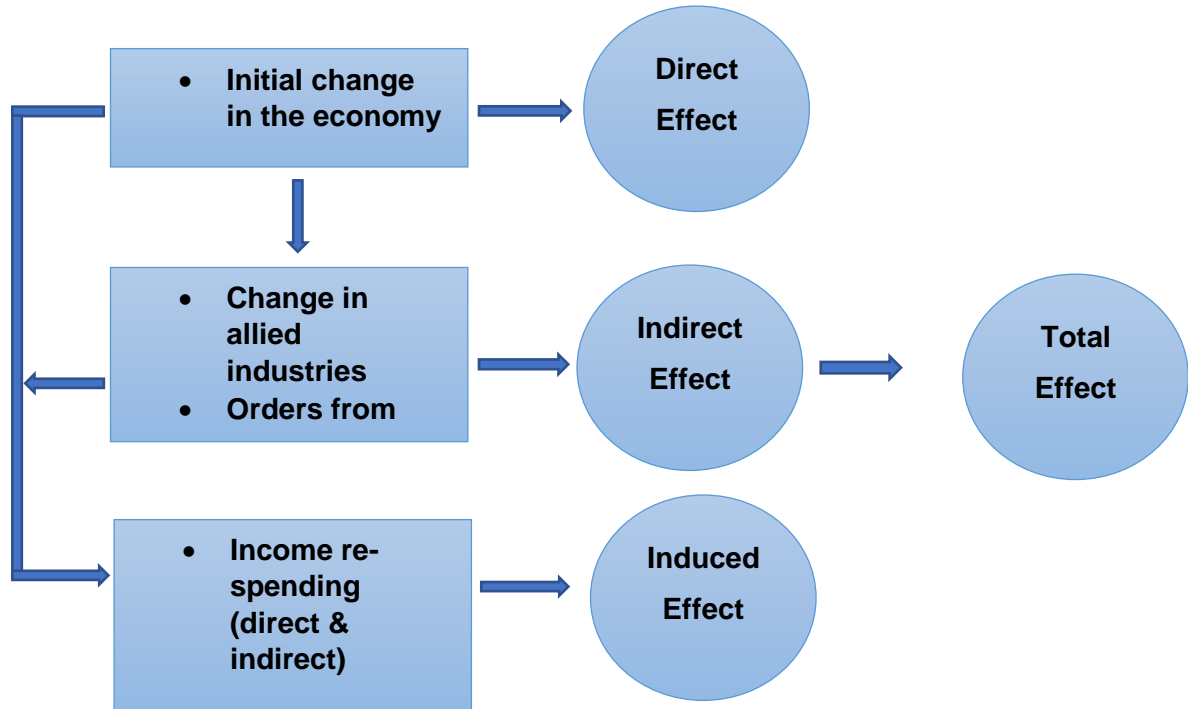 • Initial change
in the economy
Direct
Effect
• Change in
allied
industries
• Orders from
Indirect
Effect
Total
Effect
• Income re-
spending
(direct &
indirect)
Induced
Effect